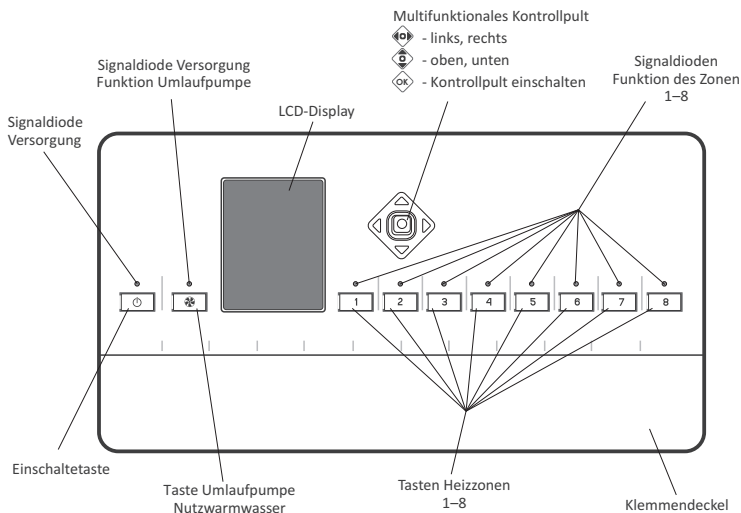 Multifunktionales Kontrollpult
- links, rechts
- oben, unten
OK - Kontrollpult einschalten
Signaldiode Versorgung
Funktion Umlaufpumpe
Signaldioden
Funktion des Zonen
1–8
LCD-Display
Signaldiode
Versorgung
1 2 3 4 5 6 7 8
Einschaltetaste
Taste Umlaufpumpe
Nutzwarmwasser
Tasten Heizzonen
1–8
Klemmendeckel